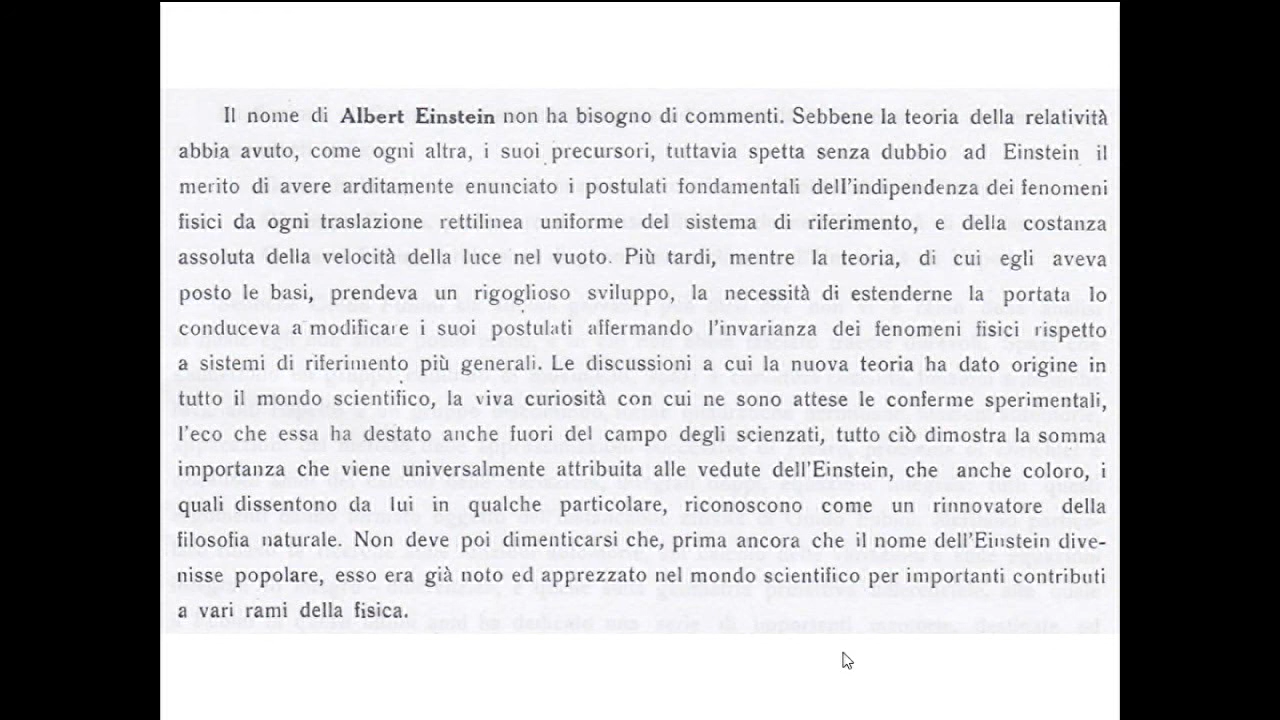 Il nome di Albert Einstein non ha bisogno di commenti. Sebbene la teoria della relatività
abbia avuto, come ogni altra, i suoi precursori, tuttavia spetta senza dubbio ad Einstein il
merito di avere arditamente enunciato i postulati fondamentali dell'indipendenza dei fenomeni
fisici da ogni traslazione rettilinea uniforme del sistema di riferimento, e della costanza
assoluta della velocità della luce nel vuoto. Più tardi, mentre la teoria, di cui egli aveva
posto le basi, prendeva un rigoglioso sviluppo, la necessità di estenderne la portata lo
conduceva a modificare i suoi postulati affermando l'invarianza dei fenomeni fisici rispetto
a sistemi di riferimento più generali. Le discussioni a cui la nuova teoria ha dato origine in
tutto il mondo scientifico, la viva curiosità con cui ne sono attese le conferme sperimentali,
l'eco che essa ha destato anche fuori del campo degli scienzati, tutto ciò dimostra la somma
importanza che viene universalmente attribuita alle vedute dell'Einstein, che anche coloro, i
quali dissentono da lui in qualche particolare, riconoscono come un rinnovatore della
filosofia naturale. Non deve poi dimenticarsi che, prima ancora che il nome dell'Einstein dive-
nisse popolare, esso era già noto ed apprezzato nel mondo scientifico per importanti contributi
a vari rami della fisica.